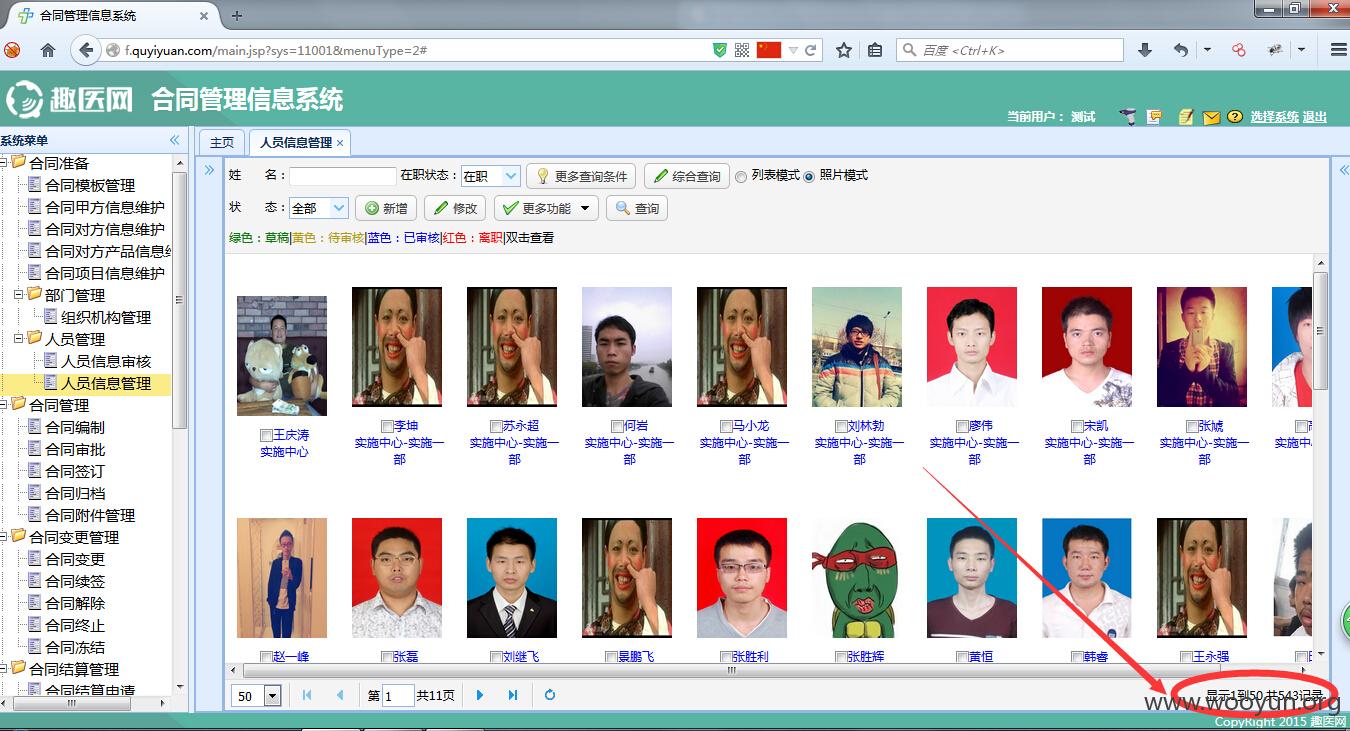 合同管理信息系统
f.quyiyuan.com/main.jsp?sys=11001&menuType=2#
百度 <Ctrl+K>
趣医网 合同管理信息系统
当前用户： 测试
选择系统 退出
系统菜单
合同准备
合同模板管理
合同甲方信息维护
合同对方信息维护
合同对方产品信息
合同项目信息维护
部门管理
组织机构管理
人员管理
人员信息审核
人员信息管理
合同管理
合同编制
合同审批
合同签订
合同归档
合同附件管理
合同变更管理
合同变更
合同续签
合同解除
合同终止
合同冻结
合同结算管理
合同结算申请
主页 人员信息管理
姓 名： 在职状态： 在职 更多查询条件 综合查询 列表模式 照片模式
状 态： 全部 新增 修改 更多功能 查询
绿色：草稿|黄色：待审核|蓝色：已审核|红色：离职|双击查看
王庆涛
实施中心
李坤
实施中心-实施一
部
苏永超
实施中心-实施一
部
何岩
实施中心-实施一
部
马小龙
实施中心-实施一
部
刘林勃
实施中心-实施一
部
廖伟
实施中心-实施一
部
宋凯
实施中心-实施一
部
张虓
实施中心-实施一
部
实施
赵一峰
张磊
刘继飞
景鹏飞
张胜利
张胜辉
黄恒
韩睿
王永强
50 第 1 共11页
显示1到50,共543记录
www.wooyun.org
CopyRight 2015 趣医网